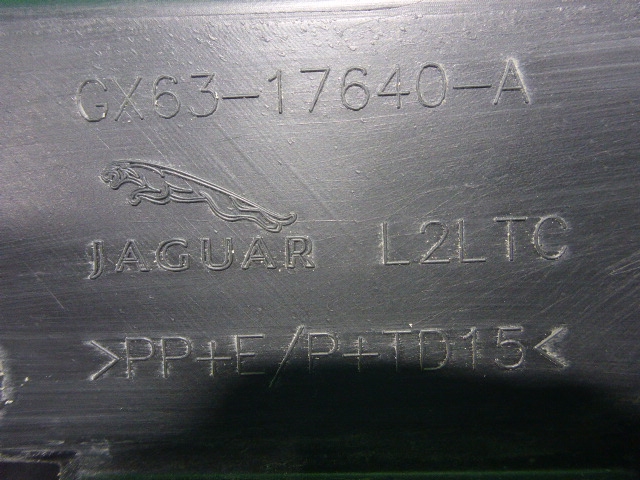 GX63-17640-A
JAGUAR L2LTC
>PP+E/P+TD15<